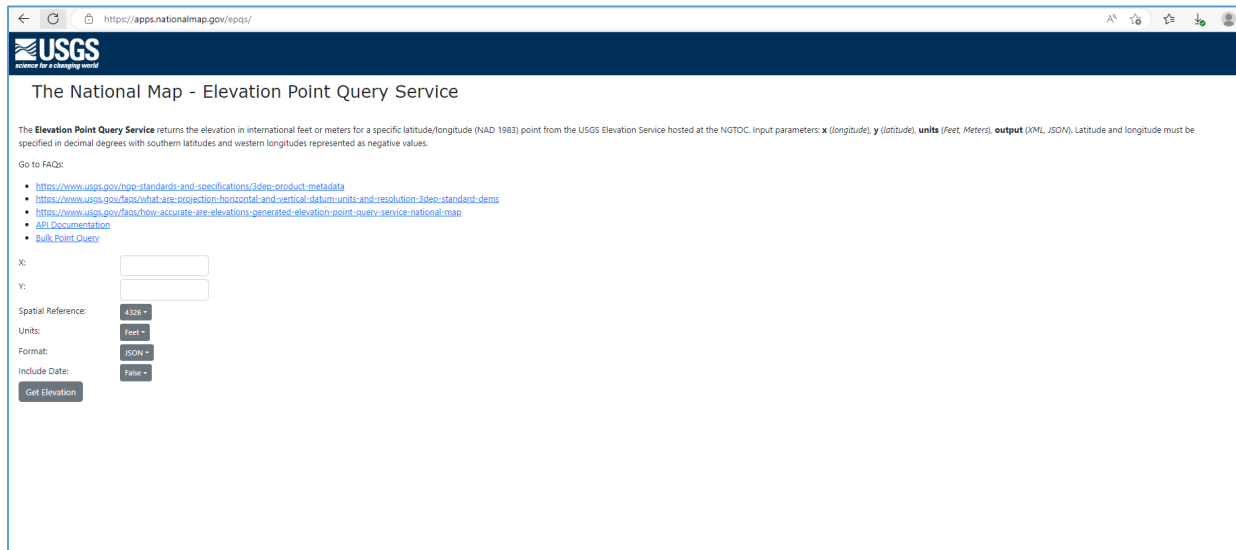 https://apps.nationalmap.gov/epqs/
USGS
science for a changing world
The National Map - Elevation Point Query Service
The Elevation Point Query Service returns the elevation in international feet or meters for a specific latitude/longitude (NAD 1983) point from the USGS Elevation Service hosted at the NGTOC. Input parameters: x (longitude), y (latitude), units (Feet, Meters), output (XML, JSON). Latitude and longitude must be
specified in decimal degrees with southern latitudes and western longitudes represented as negative values.
Go to FAQs:
https://www.usgs.gov/ngp-standards-and-specifications/3dep-product-metadata
https://www.usgs.gov/faqs/what-are-projection-horizontal-and-vertical-datum-units-and-resolution-3dep-standard-dems
https://www.usgs.gov/faqs/how-accurate-are-elevations-generated-elevation-point-query-service-national-map
API Documentation
Bulk Point Query
X:
Y:
Spatial Reference: 4326
Units: Feet
Format: JSON
Include Date: False
Get Elevation